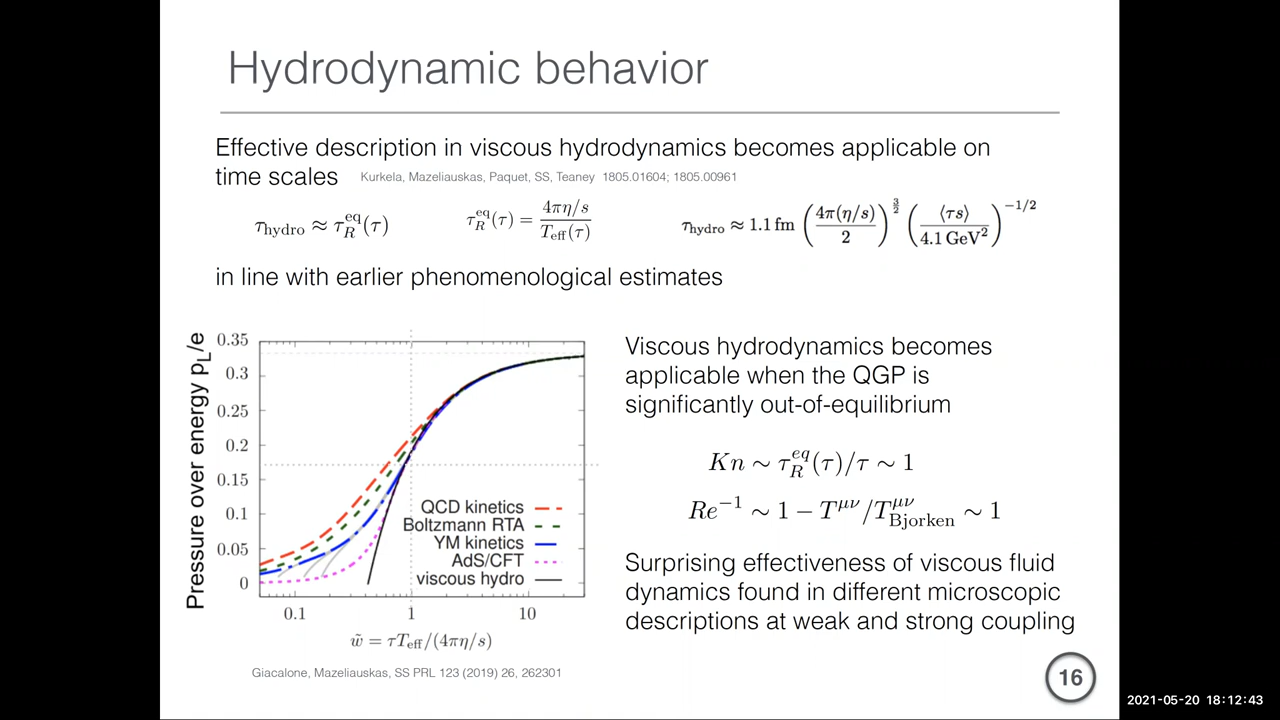 Hydrodynamic behavior
Effective description in viscous hydrodynamics becomes applicable on
time scales Kurkela, Mazeliauskas, Paquet, SS, Teaney 1805.01604; 1805.00961
τ_hydro ≈ τ_R^eq(τ)   τ_R^eq(τ) = 4πη/s / T_eff(τ)   τ_hydro ≈ 1.1 fm (4π(η/s) / 2)^(3/2) (⟨τs⟩ / 4.1 GeV²)^(−1/2)
in line with earlier phenomenological estimates
Pressure over energy p_L/e
0.35
0.3
0.25
0.2
0.15
0.1
0.05
0
QCD kinetics
Boltzmann RTA
YM kinetics
AdS/CFT
viscous hydro
0.1 1 10
w̃ = τT_eff/(4πη/s)
Giacalone, Mazeliauskas, SS PRL 123 (2019) 26, 262301
Viscous hydrodynamics becomes
applicable when the QGP is
significantly out-of-equilibrium
Kn ∼ τ_R^eq(τ)/τ ∼ 1
Re^−1 ∼ 1 − T^μν/T^μν_Bjorken ∼ 1
Surprising effectiveness of viscous fluid
dynamics found in different microscopic
descriptions at weak and strong coupling
16
2021-05-20 18:12:43